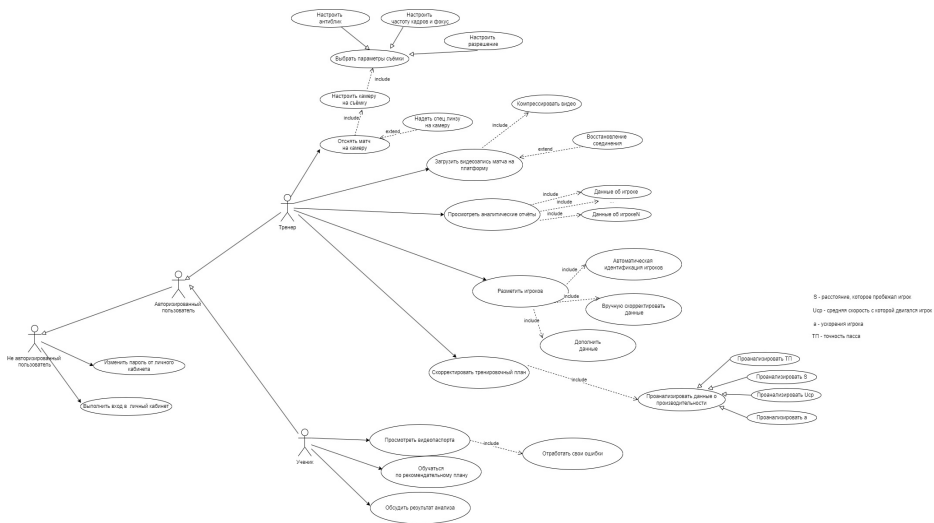 Настроить
антиблик
Настроить
частоту кадров и фокус
Настроить
разрешение
Выбрать параметры съёмки
include
Настроить камеру
на съёмку
include
Надеть спец линзу
на камеру
extend
Отснять матч
на камеру
Компрессировать видео
include
Восстановление
соединения
extend
Загрузить видеозапись матча на
платформу
Данные об игроке
include
include
...
include
Данные об игрокеN
Просмотреть аналитические отчёты
Тренер
Автоматическая
идентификация игроков
include
Разметить игроков
include
Вручную скорректировать
данные
include
Дополнить
данные
Авторизированный
пользователь
S - расстояние, которое пробежал игрок
Uср - средняя скорость с которой двигался игрок
a - ускорения игрока
ТП - точность пасса
Не авторизированный
пользователь
Изменить пароль от личного
кабинета
Выполнить вход в личный кабинет
Скорректировать тренировочный план
include
Проанализировать ТП
Проанализировать S
Проанализировать Uср
Проанализировать a
Проанализировать данные о
производительности
Ученик
Просмотреть видеопаспорта
include
Отработать свои ошибки
Обучаться
по рекомендательному плану
Обсудить результат анализа